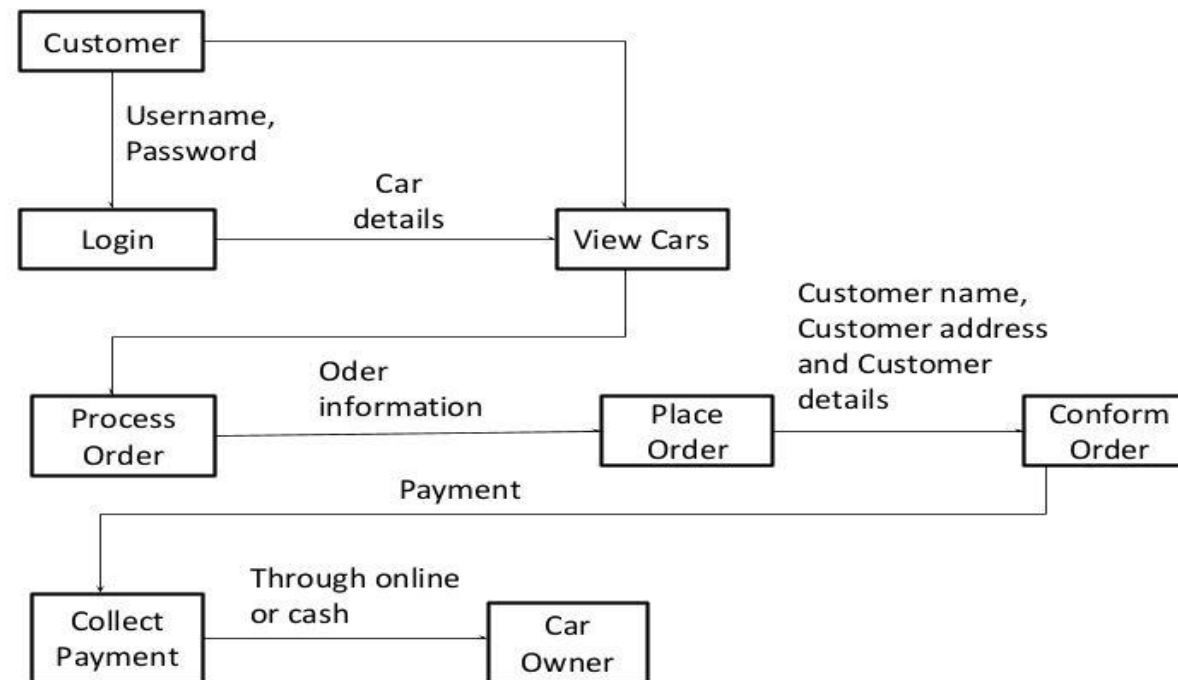 Customer
Username,
Password
Car
details
Login
View Cars
Customer name,
Customer address
and Customer
details
Oder
information
Process
Order
Place
Order
Conform
Order
Payment
Through online
or cash
Collect
Payment
Car
Owner